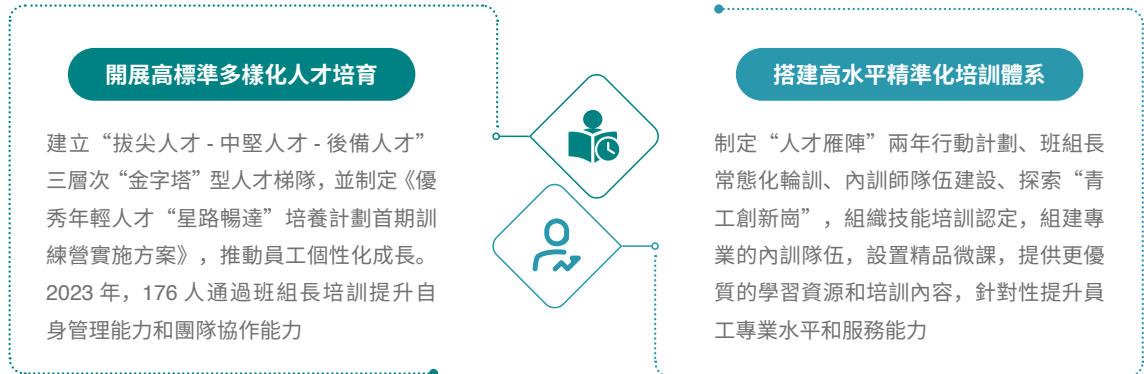 開展高標準多樣化人才培育
建立“拔尖人才 - 中堅人才 - 後備人才”
三層次“金字塔”型人才梯隊，並制定《優
秀年輕人才“星路暢達”培養計劃首期訓
練營實施方案》，推動員工個性化成長。
2023 年，176 人通過班組長培訓提升自
身管理能力和團隊協作能力
搭建高水平精準化培訓體系
制定“人才雁陣”兩年行動計劃、班組長
常態化輪訓、內訓師隊伍建設、探索“青
工創新崗”，組織技能培訓認定，組建專
業的內訓隊伍，設置精品微課，提供更優
質的學習資源和培訓內容，針對性提升員
工專業水平和服務能力